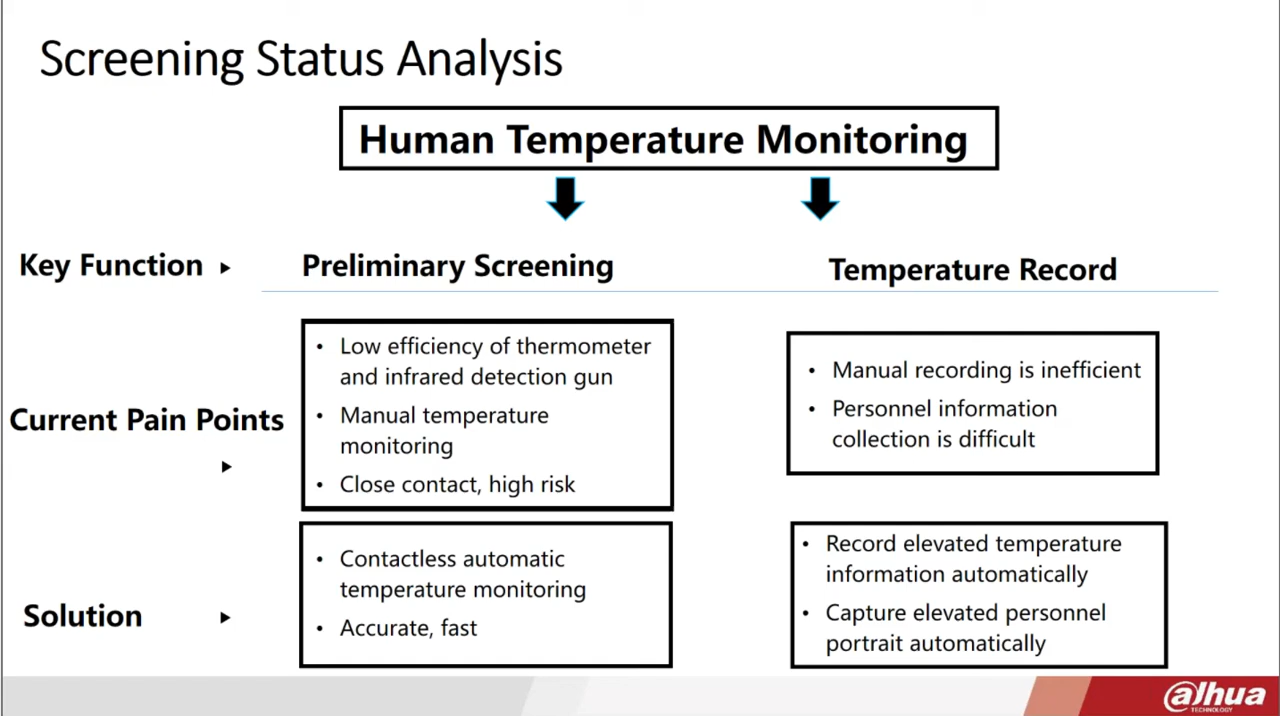 Screening Status Analysis
Human Temperature Monitoring
Key Function
Preliminary Screening
Temperature Record
Current Pain Points
• Low efficiency of thermometer
and infrared detection gun
• Manual temperature
monitoring
• Close contact, high risk
• Manual recording is inefficient
• Personnel information
collection is difficult
Solution
• Contactless automatic
temperature monitoring
• Accurate, fast
• Record elevated temperature
information automatically
• Capture elevated personnel
portrait automatically
alhua
TECHNOLOGY